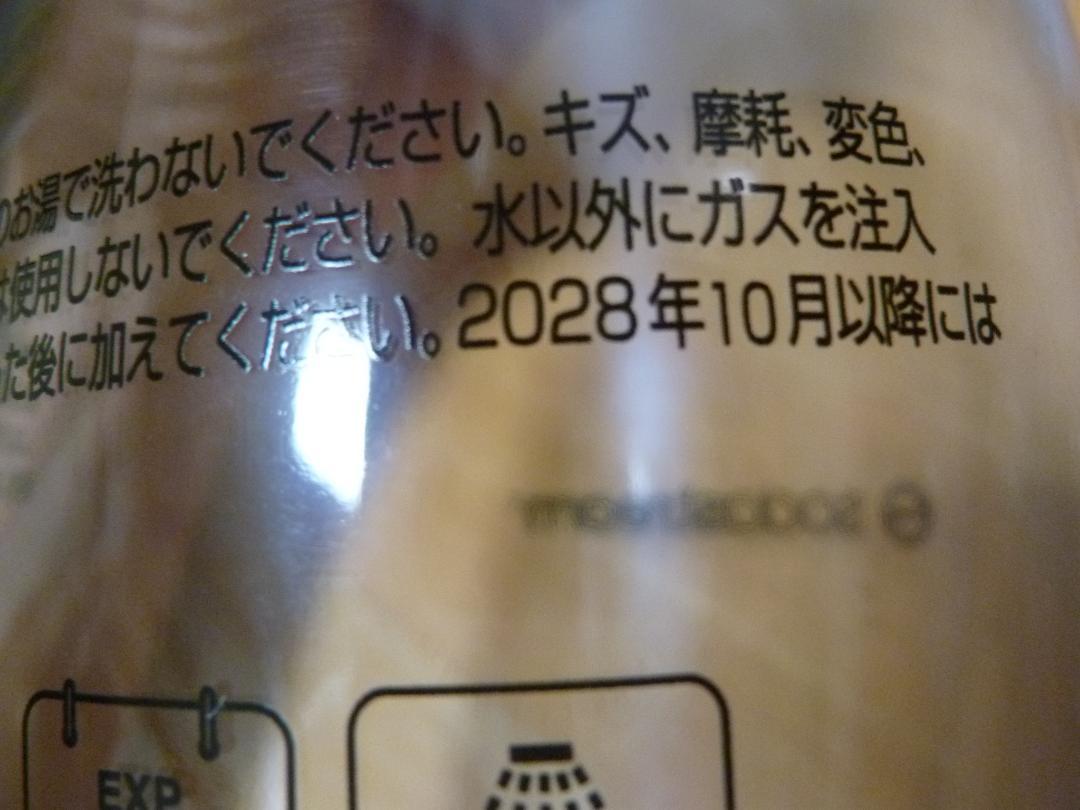 のお湯で洗わないでください。キズ、摩耗、変色、
は使用しないでください。水以外にガスを注入
た後に加えてください。2028年10月以降には
EXP